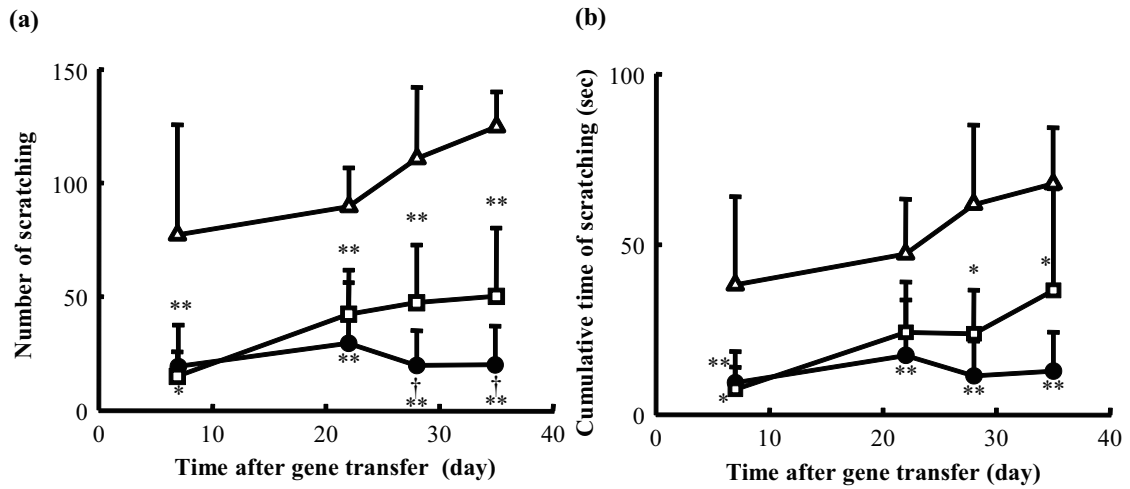 (a)
Number of scratching
150
100
50
0
** ** ** **
* ** † †
** **
0 10 20 30 40
Time after gene transfer (day)
(b)
Cumulative time of scratching (sec)
100
50
0
* *
** ** ** **
*
0 10 20 30 40
Time after gene transfer (day)